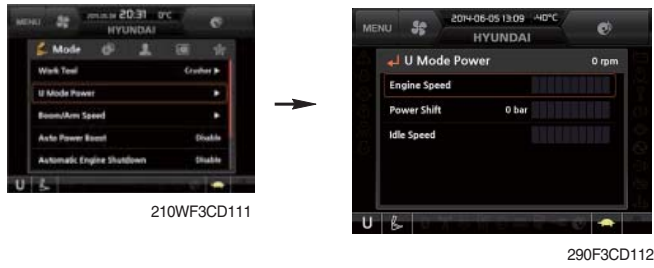 MENU 20:31 0℃
HYUNDAI
Mode
Work Tool Crusher
U Mode Power
Boom/Arm Speed
Auto Power Boost Disable
Automatic Engine Shutdown Disable
U
210WF3CD111
MENU 2014-06-05 13:09 -40℃
HYUNDAI
U Mode Power 0 rpm
Engine Speed
Power Shift 0 bar
Idle Speed
U
290F3CD112